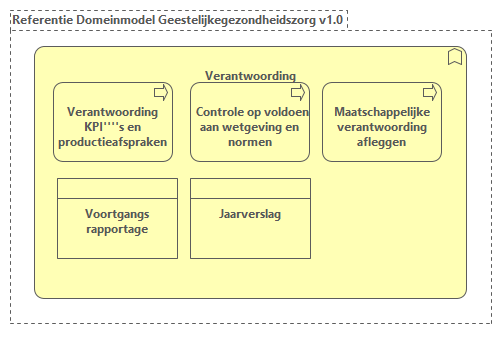 Referentie Domeinmodel Geestelijkegezondheidszorg v1.0
Verantwoording
Verantwoording
KPI''''s en
productieafspraken
Controle op voldoen
aan wetgeving en
normen
Maatschappelijke
verantwoording
afleggen
Voortgangs
rapportage
Jaarverslag